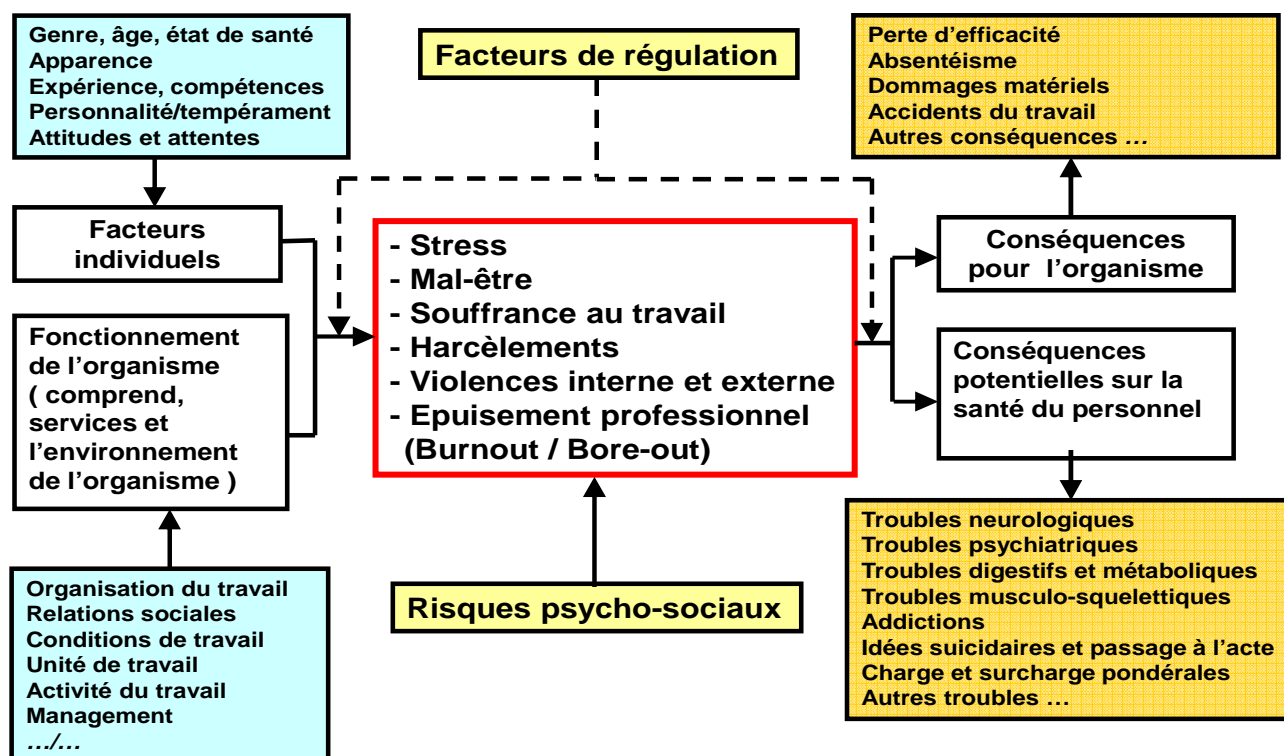 Genre, âge, état de santé
Apparence
Expérience, compétences
Personnalité/tempérament
Attitudes et attentes
Facteurs de régulation
Perte d’efficacité
Absentéisme
Dommages matériels
Accidents du travail
Autres conséquences …
Facteurs
individuels
- Stress
- Mal-être
- Souffrance au travail
- Harcèlements
- Violences interne et externe
- Epuisement professionnel
(Burnout / Bore-out)
Conséquences
pour l’organisme
Fonctionnement
de l’organisme
( comprend,
services et
l’environnement
de l’organisme )
Conséquences
potentielles sur la
santé du personnel
Organisation du travail
Relations sociales
Conditions de travail
Unité de travail
Activité du travail
Management
…/…
Risques psycho-sociaux
Troubles neurologiques
Troubles psychiatriques
Troubles digestifs et métaboliques
Troubles musculo-squelettiques
Addictions
Idées suicidaires et passage à l’acte
Charge et surcharge pondérales
Autres troubles …